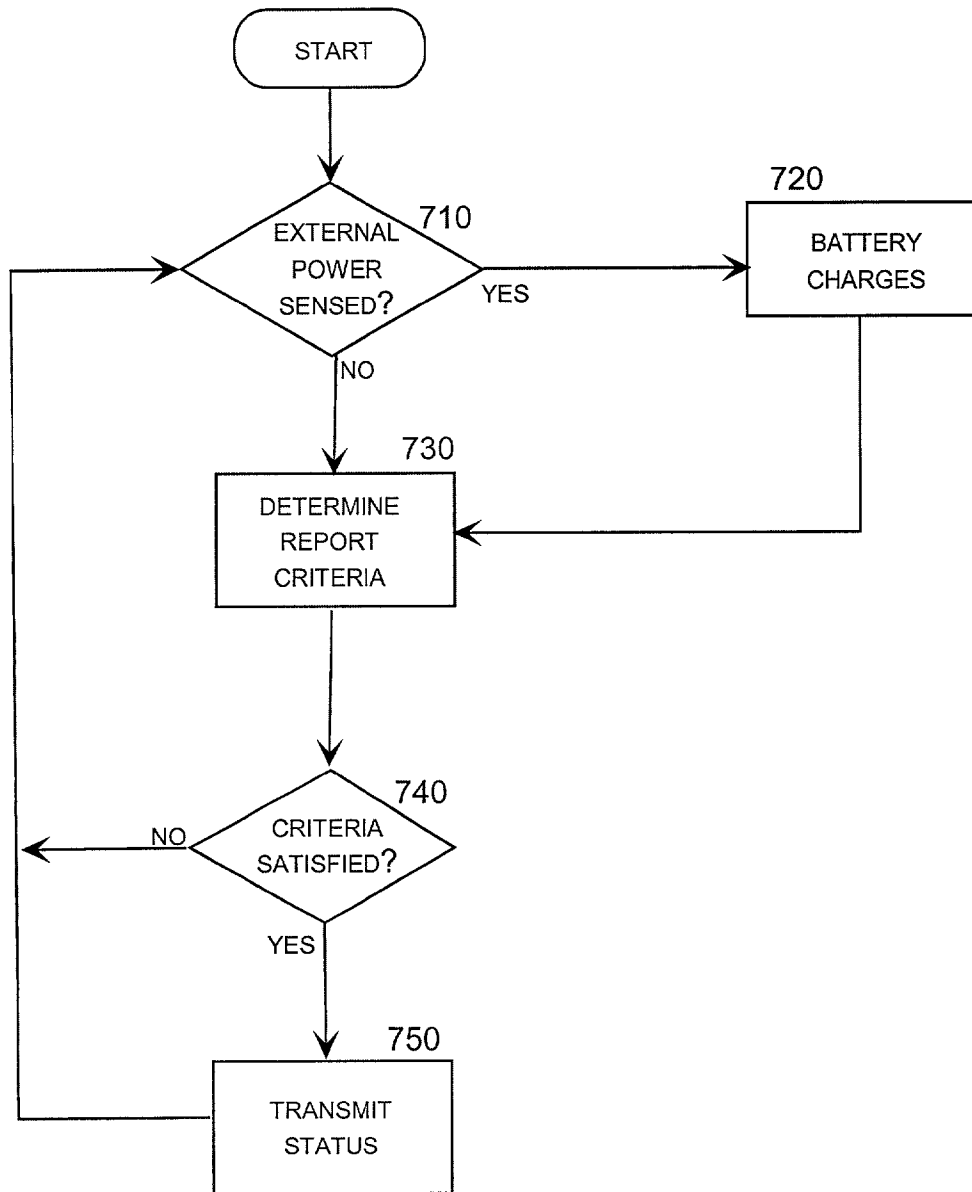 START
710
EXTERNAL
POWER
SENSED?
YES
NO
720
BATTERY
CHARGES
730
DETERMINE
REPORT
CRITERIA
740
CRITERIA
SATISFIED?
NO
YES
750
TRANSMIT
STATUS